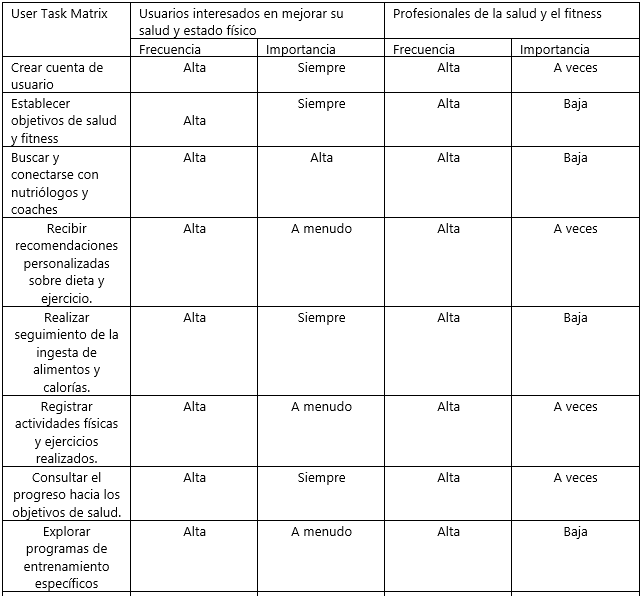 User Task Matrix
Usuarios interesados en mejorar su
salud y estado físico
Profesionales de la salud y el fitness
Frecuencia
Importancia
Frecuencia
Importancia
Crear cuenta de
usuario
Alta
Siempre
Alta
A veces
Establecer
objetivos de salud
y fitness
Alta
Siempre
Alta
Baja
Buscar y
conectarse con
nutriólogos y
coaches
Alta
Alta
Alta
Baja
Recibir
recomendaciones
personalizadas
sobre dieta y
ejercicio.
Alta
A menudo
Alta
A veces
Realizar
seguimiento de la
ingesta de
alimentos y
calorías.
Alta
Siempre
Alta
Baja
Registrar
actividades físicas
y ejercicios
realizados.
Alta
A menudo
Alta
A veces
Consultar el
progreso hacia los
objetivos de salud.
Alta
Siempre
Alta
A veces
Explorar
programas de
entrenamiento
específicos
Alta
A menudo
Alta
Baja